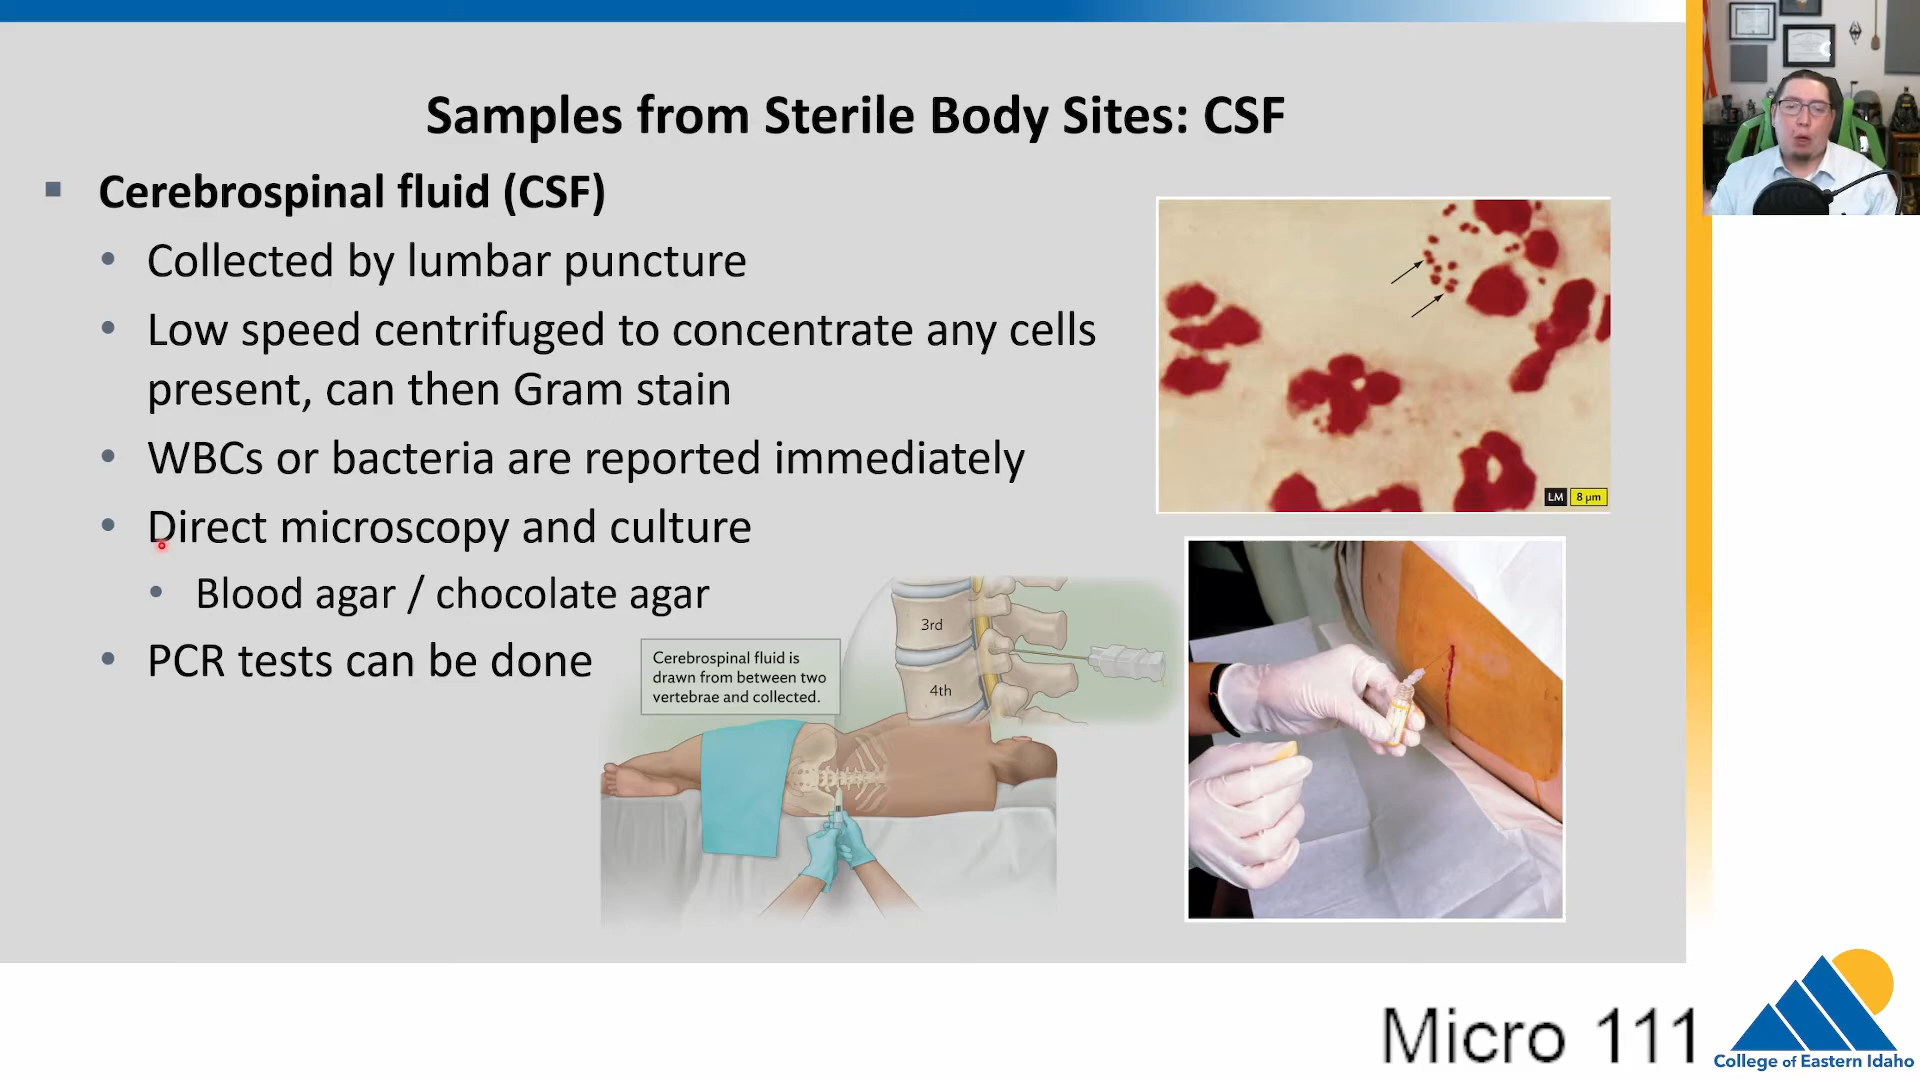 Samples from Sterile Body Sites: CSF
Cerebrospinal fluid (CSF)
Collected by lumbar puncture
Low speed centrifuged to concentrate any cells
present, can then Gram stain
WBCs or bacteria are reported immediately
Direct microscopy and culture
Blood agar / chocolate agar
PCR tests can be done
LM 8 µm
3rd
4th
Cerebrospinal fluid is
drawn from between two
vertebrae and collected.
Micro 111
College of Eastern Idaho